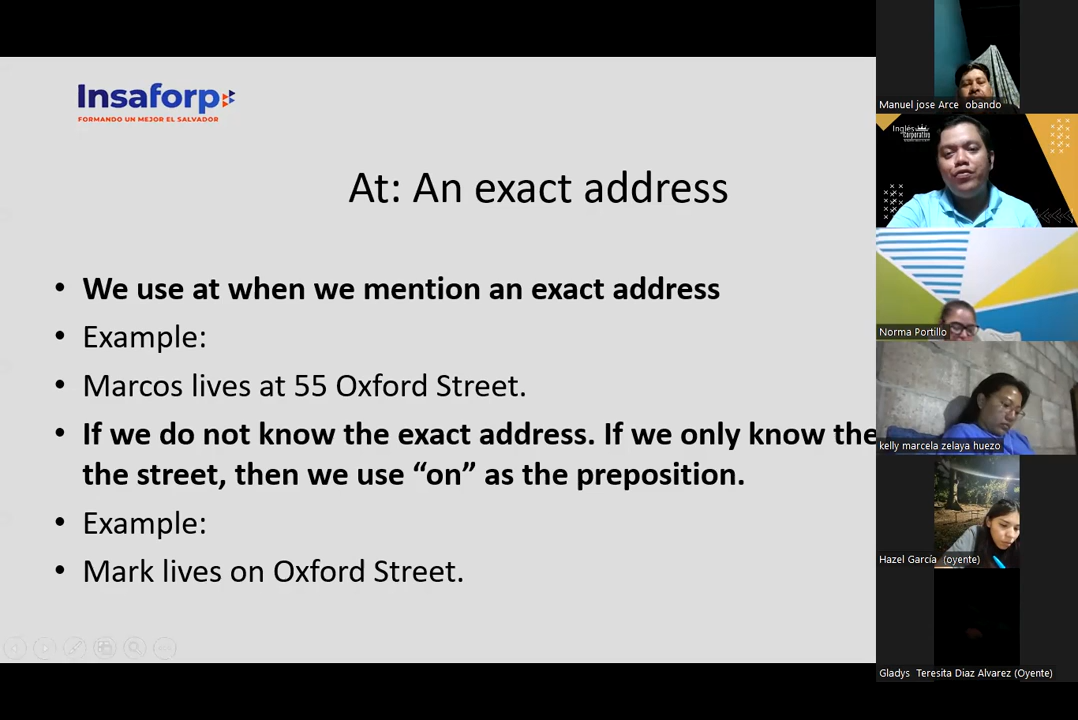 Insaforp
FORMANDO UN MEJOR EL SALVADOR
At: An exact address
• We use at when we mention an exact address
• Example:
• Marcos lives at 55 Oxford Street.
• If we do not know the exact address. If we only know the
the street, then we use “on” as the preposition.
• Example:
• Mark lives on Oxford Street.
Manuel jose Arce obando
Inglés
corporativo
Norma Portillo
kelly marcela zelaya huezo
Hazel García (oyente)
Gladys Teresita Diaz Alvarez (Oyente)